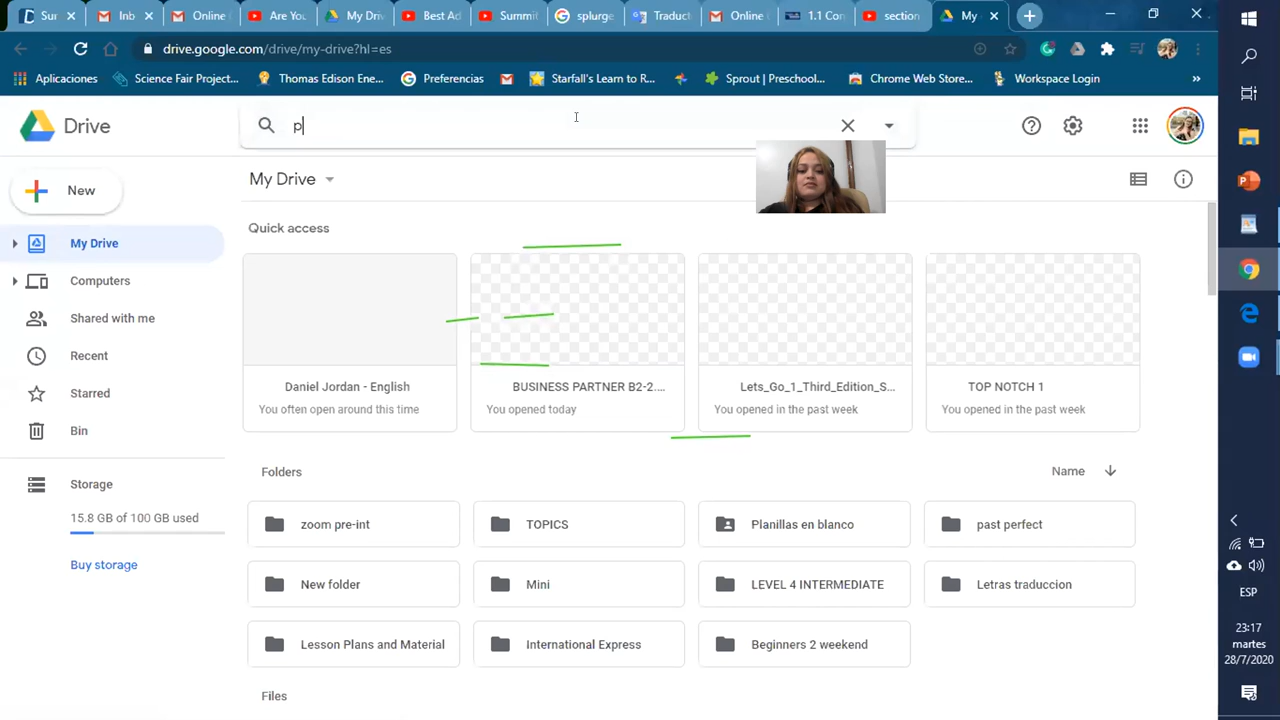 Su
Inb
Online
Are You
My Driv
Best Ad
Summit
splurge
Traduct
Online
1.1 Con
section
My
drive.google.com/drive/my-drive?hl=es
Aplicaciones
Science Fair Project...
Thomas Edison Ene...
Preferencias
Starfall's Learn to R...
Sprout | Preschool...
Chrome Web Store...
Workspace Login
»
Drive
p
New
My Drive
My Drive
Computers
Shared with me
Recent
Starred
Bin
Storage
15.8 GB of 100 GB used
Buy storage
Quick access
Daniel Jordan - English
You often open around this time
BUSINESS PARTNER B2-2....
You opened today
Lets_Go_1_Third_Edition_S...
You opened in the past week
TOP NOTCH 1
You opened in the past week
Folders
Name
zoom pre-int
TOPICS
Planillas en blanco
past perfect
New folder
Mini
LEVEL 4 INTERMEDIATE
Letras traduccion
Lesson Plans and Material
International Express
Beginners 2 weekend
Files
ESP
23:17
martes
28/7/2020